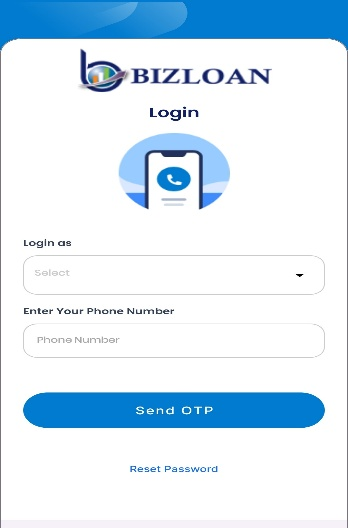 BIZLOAN
Login
Login as
Select
Enter Your Phone Number
Phone Number
Send OTP
Reset Password